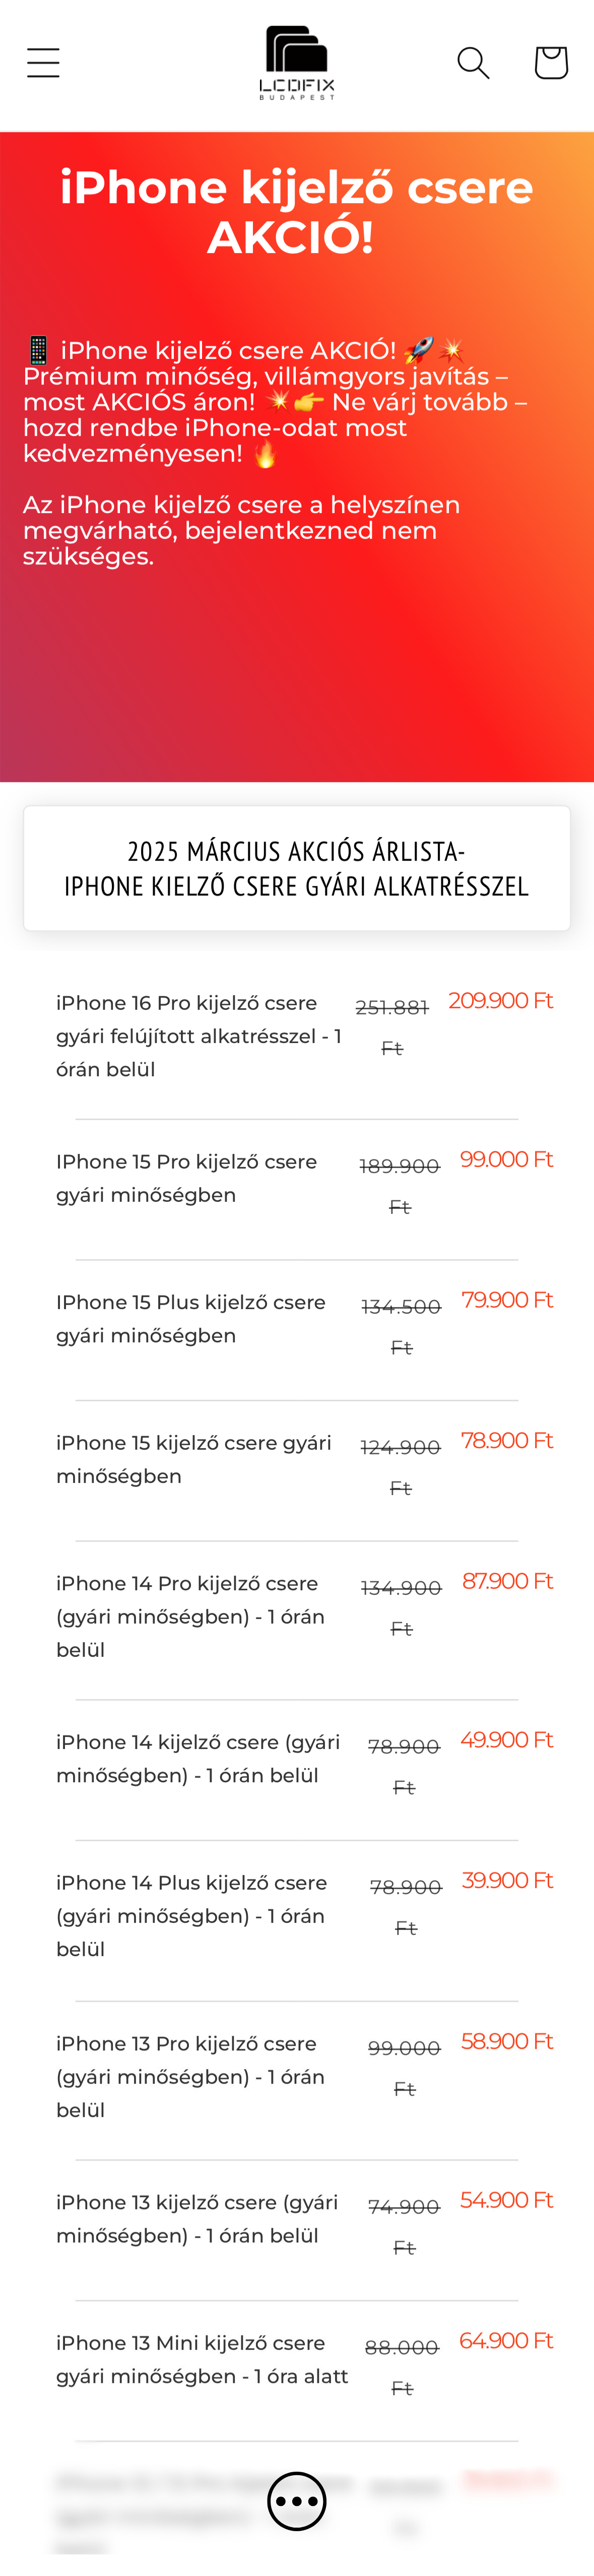 LCDFIX
BUDAPEST
iPhone kijelző csere
AKCIÓ!
📱 iPhone kijelző csere AKCIÓ! 🚀💥
Prémium minőség, villámgyors javítás –
most AKCIÓS áron! 💥👉 Ne várj tovább –
hozd rendbe iPhone-odat most
kedvezményesen! 🔥
Az iPhone kijelző csere a helyszínen
megvárható, bejelentkezned nem
szükséges.
2025 MÁRCIUS AKCIÓS ÁRLISTA-
IPHONE KIELZŐ CSERE GYÁRI ALKATRÉSSZEL
iPhone 16 Pro kijelző csere 251.881 209.900 Ft
gyári felújított alkatrésszel - 1 Ft
órán belül
IPhone 15 Pro kijelző csere 189.900 99.000 Ft
gyári minőségben Ft
IPhone 15 Plus kijelző csere 134.500 79.900 Ft
gyári minőségben Ft
iPhone 15 kijelző csere gyári 124.900 78.900 Ft
minőségben Ft
iPhone 14 Pro kijelző csere 134.900 87.900 Ft
(gyári minőségben) - 1 órán Ft
belül
iPhone 14 kijelző csere (gyári 78.900 49.900 Ft
minőségben) - 1 órán belül Ft
iPhone 14 Plus kijelző csere 78.900 39.900 Ft
(gyári minőségben) - 1 órán Ft
belül
iPhone 13 Pro kijelző csere 99.000 58.900 Ft
(gyári minőségben) - 1 órán Ft
belül
iPhone 13 kijelző csere (gyári 74.900 54.900 Ft
minőségben) - 1 órán belül Ft
iPhone 13 Mini kijelző csere 88.000 64.900 Ft
gyári minőségben - 1 óra alatt Ft